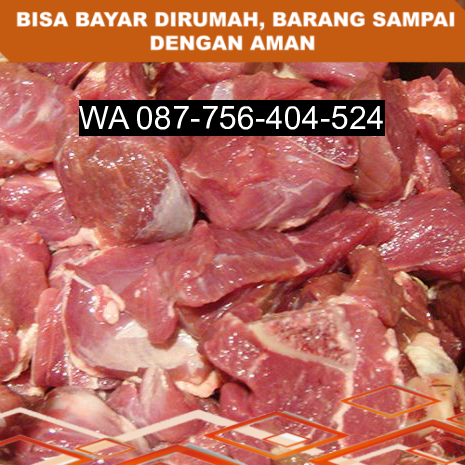 BISA BAYAR DIRUMAH, BARANG SAMPAI
DENGAN AMAN
WA 087-756-404-524